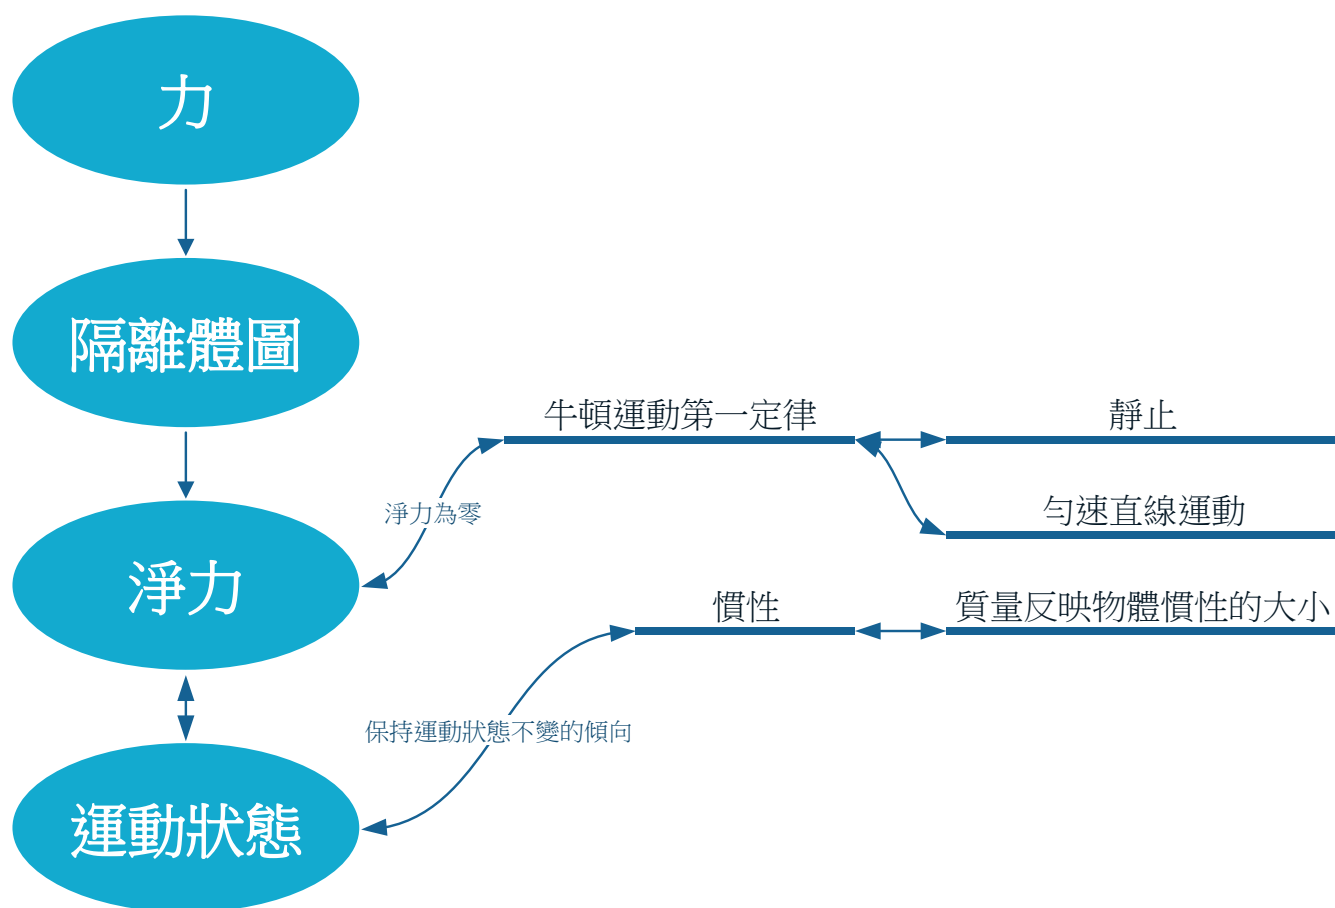 力
隔離體圖
牛頓運動第一定律
靜止
勻速直線運動
淨力為零
淨力
慣性
質量反映物體慣性的大小
保持運動狀態不變的傾向
運動狀態